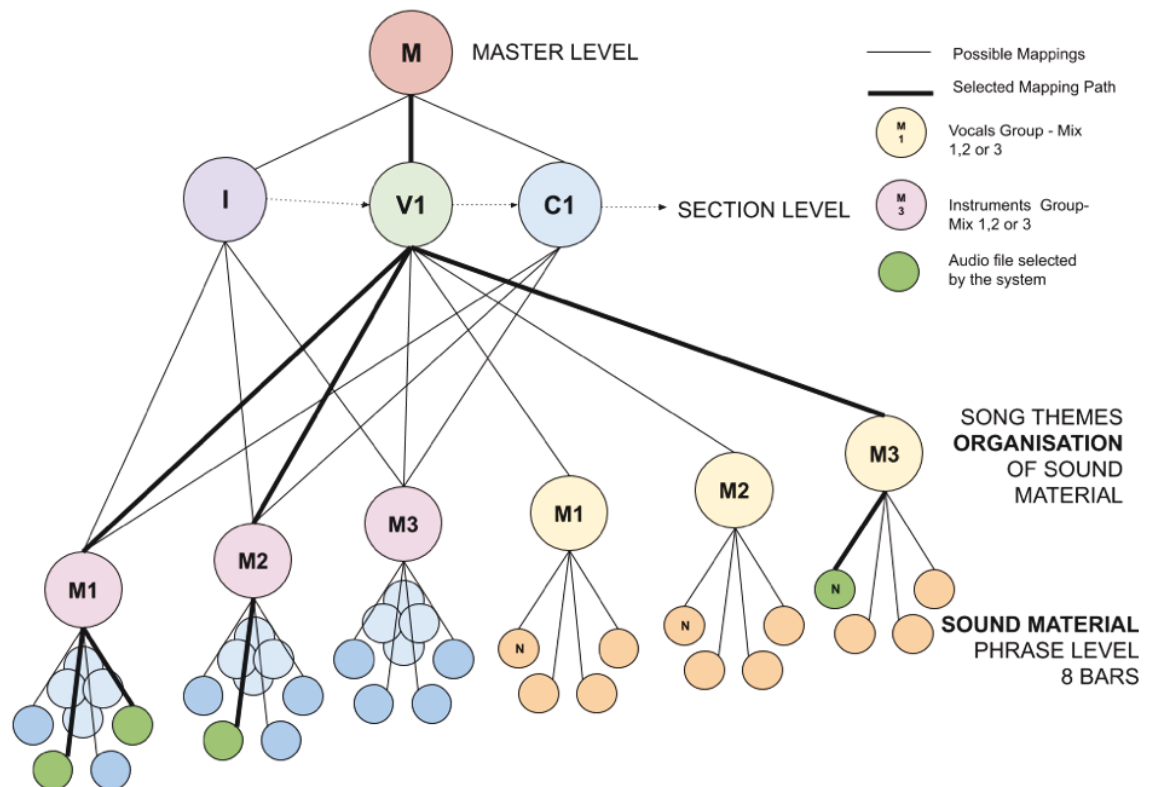 M
MASTER LEVEL
Possible Mappings
Selected Mapping Path
M
1
Vocals Group - Mix
1,2 or 3
I
V1
C1
SECTION LEVEL
M
3
Instruments Group-
Mix 1,2 or 3
Audio file selected
by the system
SONG THEMES
ORGANISATION
OF SOUND
MATERIAL
M3
M2
M1
M3
M2
M1
N
N
N
SOUND MATERIAL
PHRASE LEVEL
8 BARS